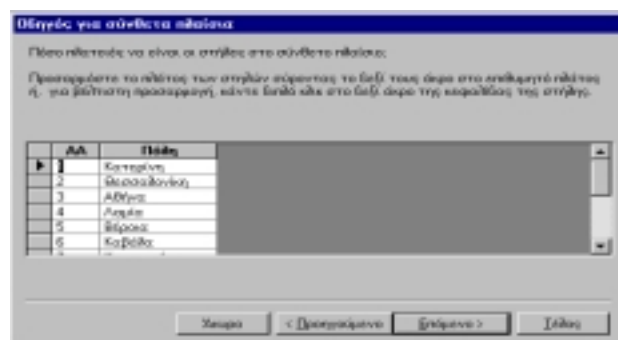 Οδηγός για σύνθετα πλαίσια
Πόσο πλατειές να είναι οι στήλες στο σύνθετο πλαίσιο;
Προσαρμόστε το πλάτος των στηλών σύροντας το δεξί τους άκρο στο επιθυμητό πλάτος
ή, για βέλτιστη προσαρμογή, κάντε διπλό κλικ στο δεξί άκρο της κεφαλίδας της στήλης.
ΑΑ Πόλη
1 Κατερίνη
2 Θεσσαλονίκη
3 Αθήνα
4 Λαμία
5 Βέροια
6 Καβάλα
Άκυρο < Προηγούμενο Επόμενο > Τέλος